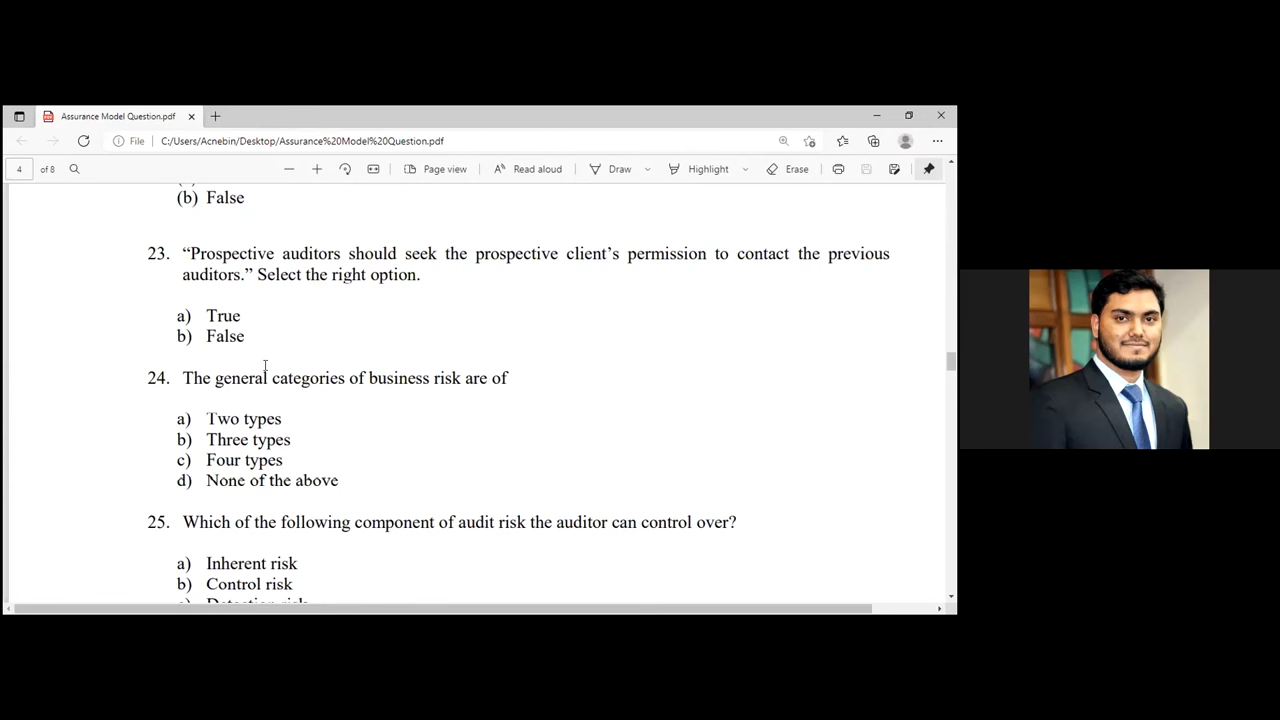 Assurance Model Question.pdf
File C:/Users/Acnebin/Desktop/Assurance%20Model%20Question.pdf
4 of 8 Page view Read aloud Draw Highlight Erase
(b) False
23. “Prospective auditors should seek the prospective client’s permission to contact the previous
auditors.” Select the right option.
a) True
b) False
24. The general categories of business risk are of
a) Two types
b) Three types
c) Four types
d) None of the above
25. Which of the following component of audit risk the auditor can control over?
a) Inherent risk
b) Control risk